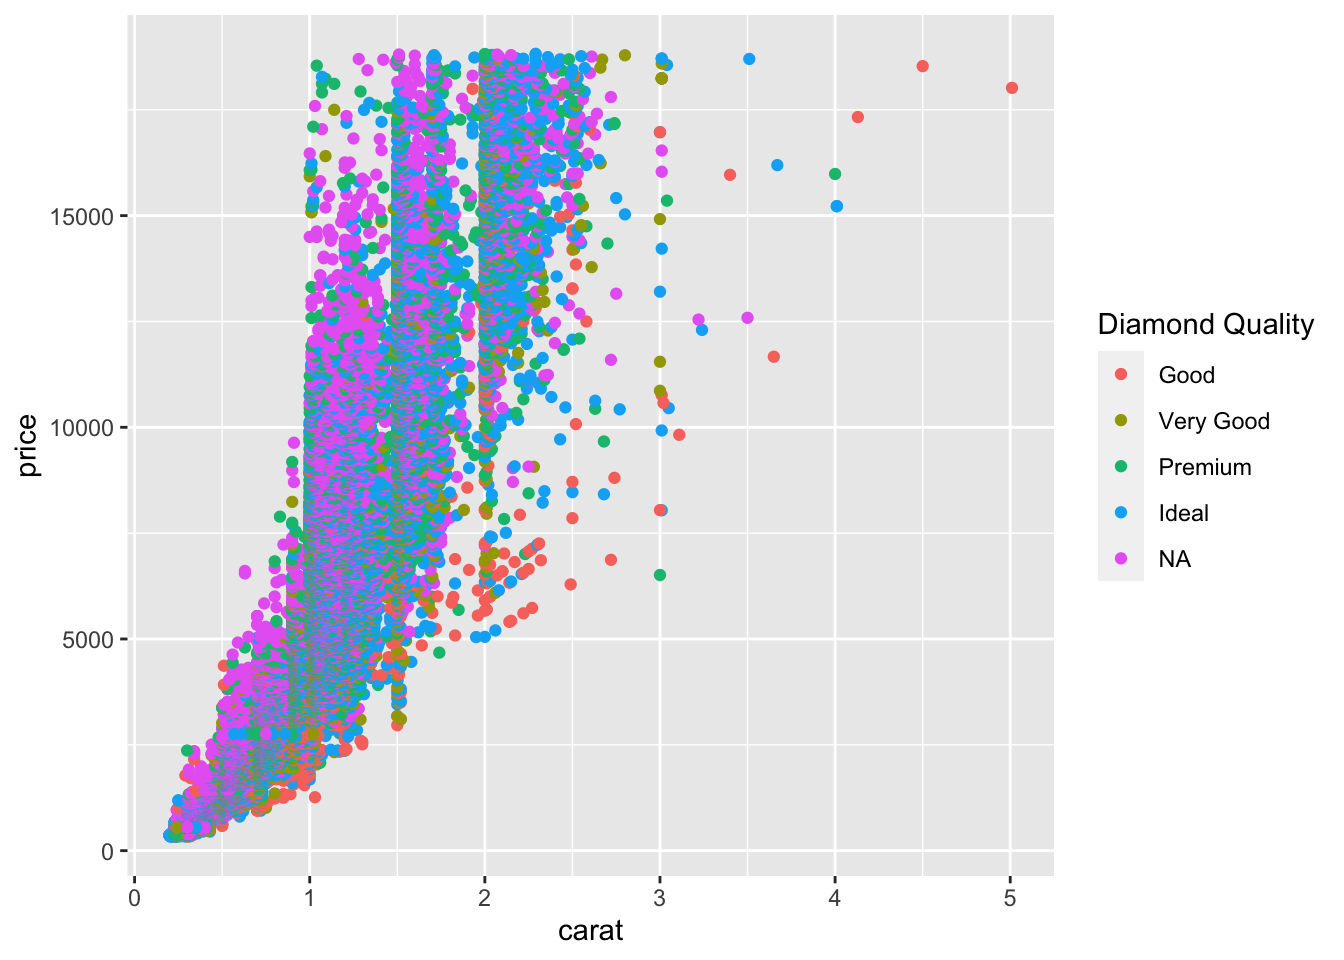 15000
10000
5000
0
price
0 1 2 3 4 5
carat
Diamond Quality
Good
Very Good
Premium
Ideal
NA